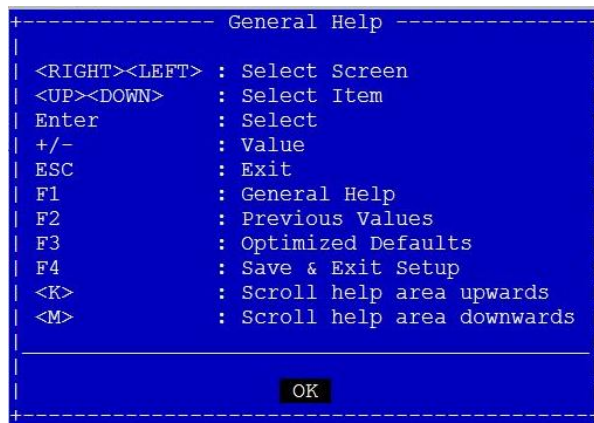 General Help
<RIGHT><LEFT> : Select Screen
<UP><DOWN> : Select Item
Enter : Select
+/- : Value
ESC : Exit
F1 : General Help
F2 : Previous Values
F3 : Optimized Defaults
F4 : Save & Exit Setup
<K> : Scroll help area upwards
<M> : Scroll help area downwards
OK